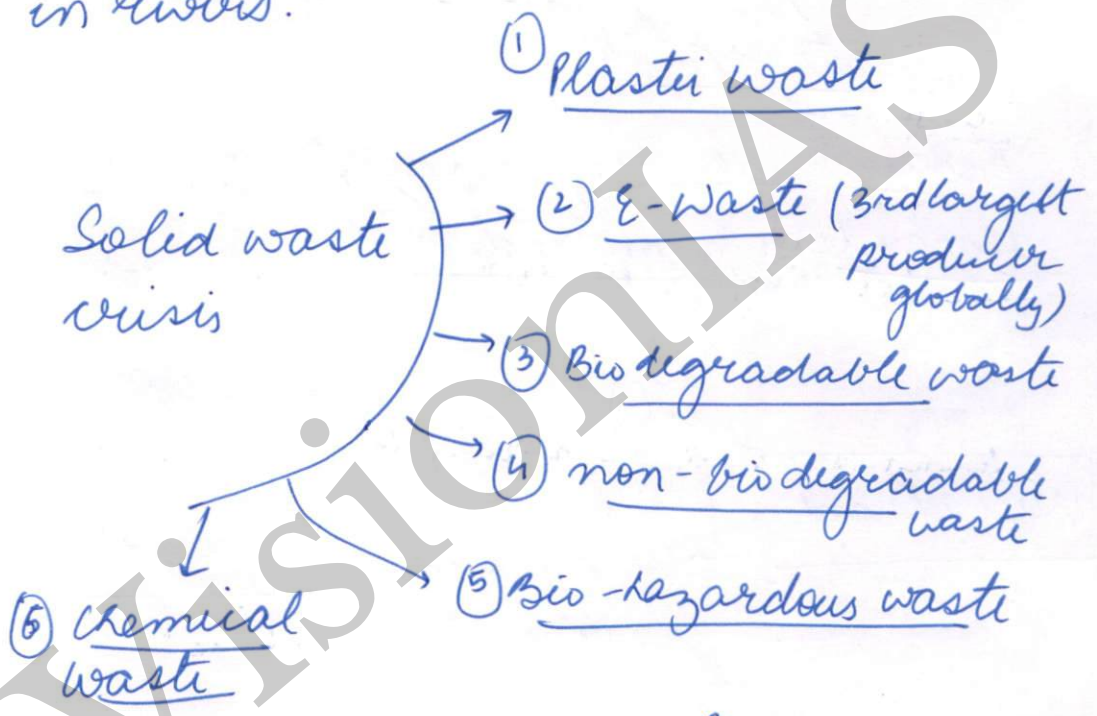 in rivers.
① Plastic waste
Solid waste
crisis
② E-waste (3rd largest
producer
globally)
③ Biodegradable waste
④ non-biodegradable
waste
⑤ Bio-hazardous waste
⑥ chemical
waste
VisionIAS